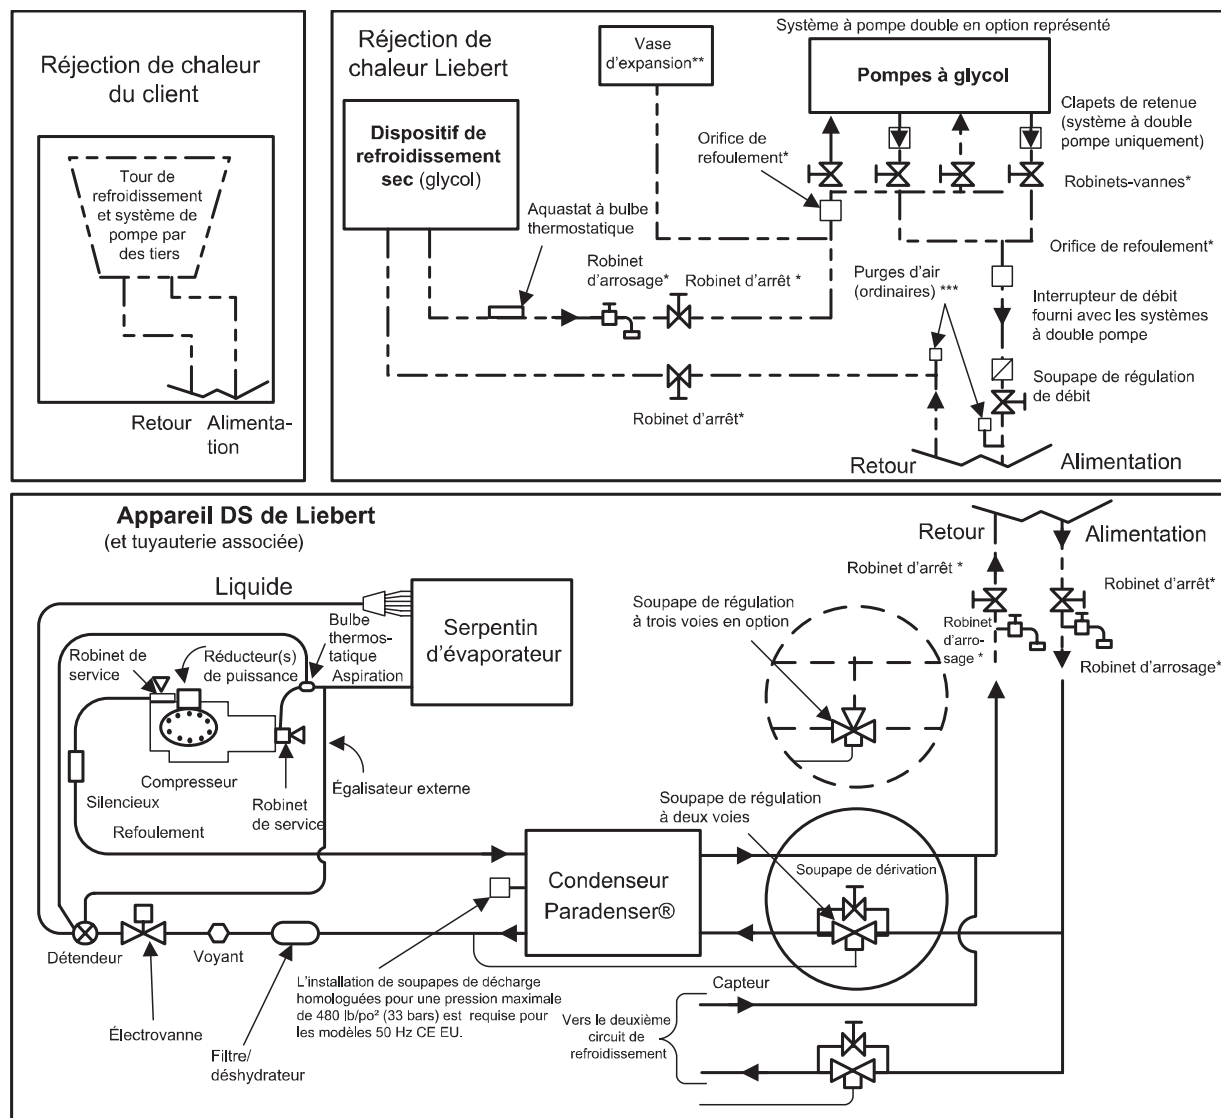 Réjection de chaleur
du client
Tour de
refroidissement
et système de
pompe par
des tiers
Retour
Alimenta-
tion
Réjection de
chaleur Liebert
Vase
d'expansion**
Système à pompe double en option représenté
Pompes à glycol
Dispositif de
refroidissement
sec (glycol)
Orifice de
refoulement*
Clapets de retenue
(système à double
pompe uniquement)
Robinets-vannes*
Aquastat à bulbe
thermostatique
Robinet
d'arrosage*
Robinet d'arrêt *
Purges d'air
(ordinaires) ***
Orifice de refoulement*
Interrupteur de débit
fourni avec les systèmes
à double pompe
Soupape de régulation
de débit
Robinet d'arrêt*
Retour
Alimentation
Appareil DS de Liebert
(et tuyauterie associée)
Retour
Alimentation
Robinet d'arrêt *
Robinet d'arrêt*
Liquide
Serpentin
d'évaporateur
Bulbe
thermos-
tatique
Aspiration
Robinet de
service
Réducteur(s)
de puissance
Soupape de régulation
à trois voies en option
Robinet
d'arro-
sage *
Robinet d'arrosage*
Compresseur
Silencieux
Égalisateur externe
Robinet
de service
Refoulement
Soupape de régulation
à deux voies
Condenseur
Paradenser®
Soupape de dérivation
Détendeur
Voyant
L'installation de soupapes de décharge
homologuées pour une pression maximale
de 480 lb/po² (33 bars) est requise pour
les modèles 50 Hz CE EU.
Capteur
Électrovanne
Filtre/
déshydrateur
Vers le deuxième
circuit de
refroidissement